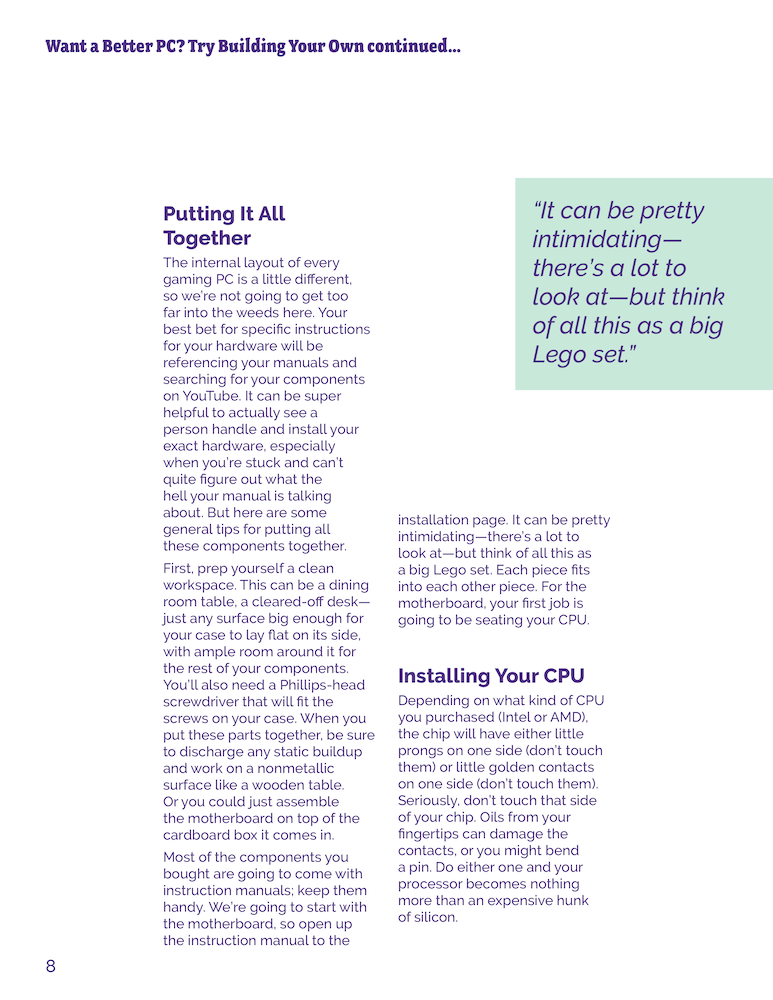 Want a Better PC? Try Building Your Own continued...
Putting It All
Together
The internal layout of every
gaming PC is a little different,
so we're not going to get too
far into the weeds here. Your
best bet for specific instructions
for your hardware will be
referencing your manuals and
searching for your components
on YouTube. It can be super
helpful to actually see a
person handle and install your
exact hardware, especially
when you're stuck and can't
quite figure out what the
hell your manual is talking
about. But here are some
general tips for putting all
these components together.
First, prep yourself a clean
workspace. This can be a dining
room table, a cleared-off desk—
just any surface big enough for
your case to lay flat on its side,
with ample room around it for
the rest of your components.
You'll also need a Phillips-head
screwdriver that will fit the
screws on your case. When you
put these parts together, be sure
to discharge any static buildup
and work on a nonmetallic
surface like a wooden table.
Or you could just assemble
the motherboard on top of the
cardboard box it comes in.
Most of the components you
bought are going to come with
instruction manuals; keep them
handy. We're going to start with
the motherboard, so open up
the instruction manual to the
“It can be pretty
intimidating—
there's a lot to
look at—but think
of all this as a big
Lego set.”
installation page. It can be pretty
intimidating—there's a lot to
look at—but think of all this as
a big Lego set. Each piece fits
into each other piece. For the
motherboard, your first job is
going to be seating your CPU.
Installing Your CPU
Depending on what kind of CPU
you purchased (Intel or AMD),
the chip will have either little
prongs on one side (don't touch
them) or little golden contacts
on one side (don't touch them).
Seriously, don't touch that side
of your chip. Oils from your
fingertips can damage the
contacts, or you might bend
a pin. Do either one and your
processor becomes nothing
more than an expensive hunk
of silicon.
8